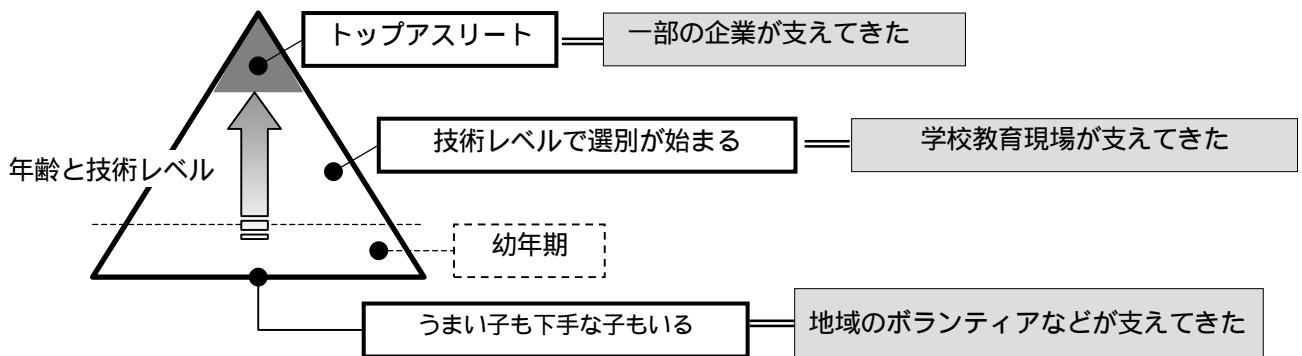 トップアスリート
一部の企業が支えてきた
技術レベルで選別が始まる
学校教育現場が支えてきた
年齢と技術レベル
幼年期
うまい子も下手な子もいる
地域のボランティアなどが支えてきた